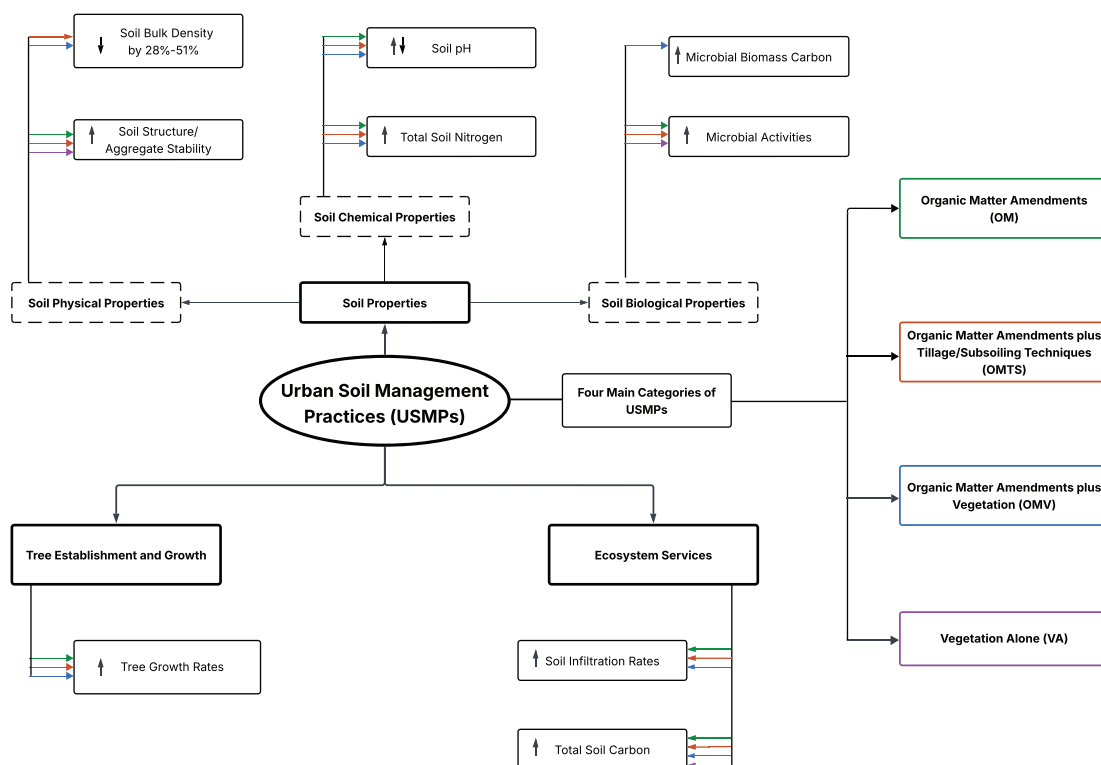 Soil Bulk Density
by 28%-51%
Soil pH
Microbial Biomass Carbon
Soil Structure/
Aggregate Stability
Total Soil Nitrogen
Microbial Activities
Soil Chemical Properties
Organic Matter Amendments
(OM)
Soil Physical Properties
Soil Properties
Soil Biological Properties
Organic Matter Amendments plus
Tillage/Subsoiling Techniques
(OMTS)
Urban Soil Management
Practices (USMPs)
Four Main Categories of
USMPs
Organic Matter Amendments plus
Vegetation (OMV)
Tree Establishment and Growth
Ecosystem Services
Vegetation Alone (VA)
Tree Growth Rates
Soil Infiltration Rates
Total Soil Carbon